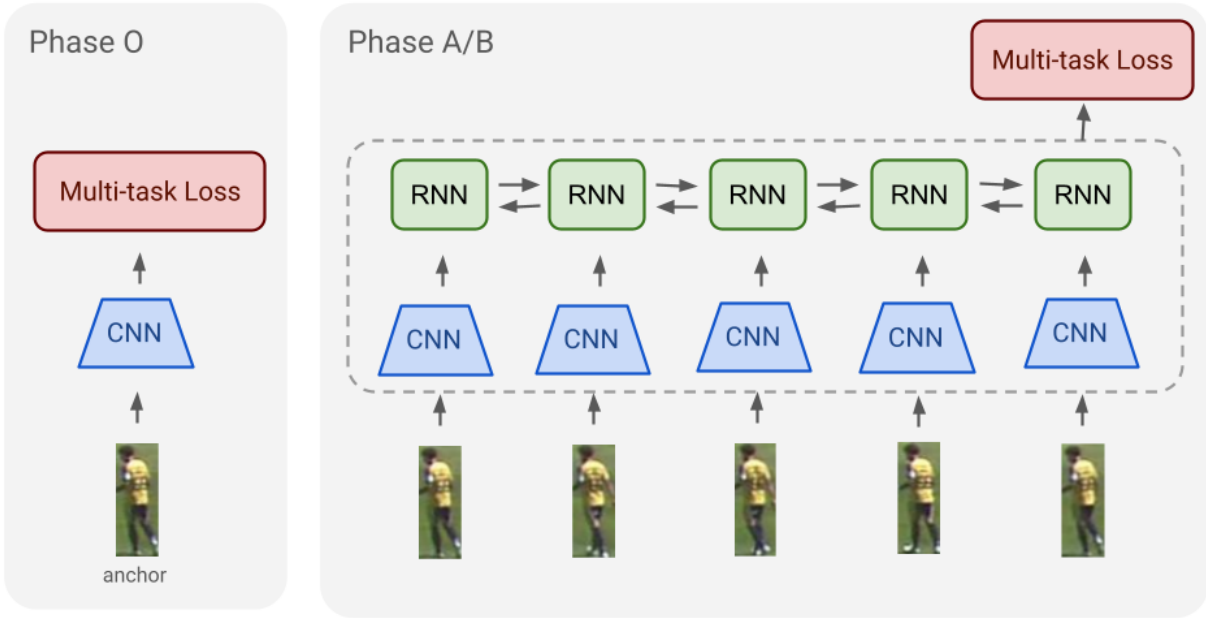 Phase O
Multi-task Loss
CNN
anchor
Phase A/B
Multi-task Loss
RNN RNN RNN RNN RNN
CNN CNN CNN CNN CNN